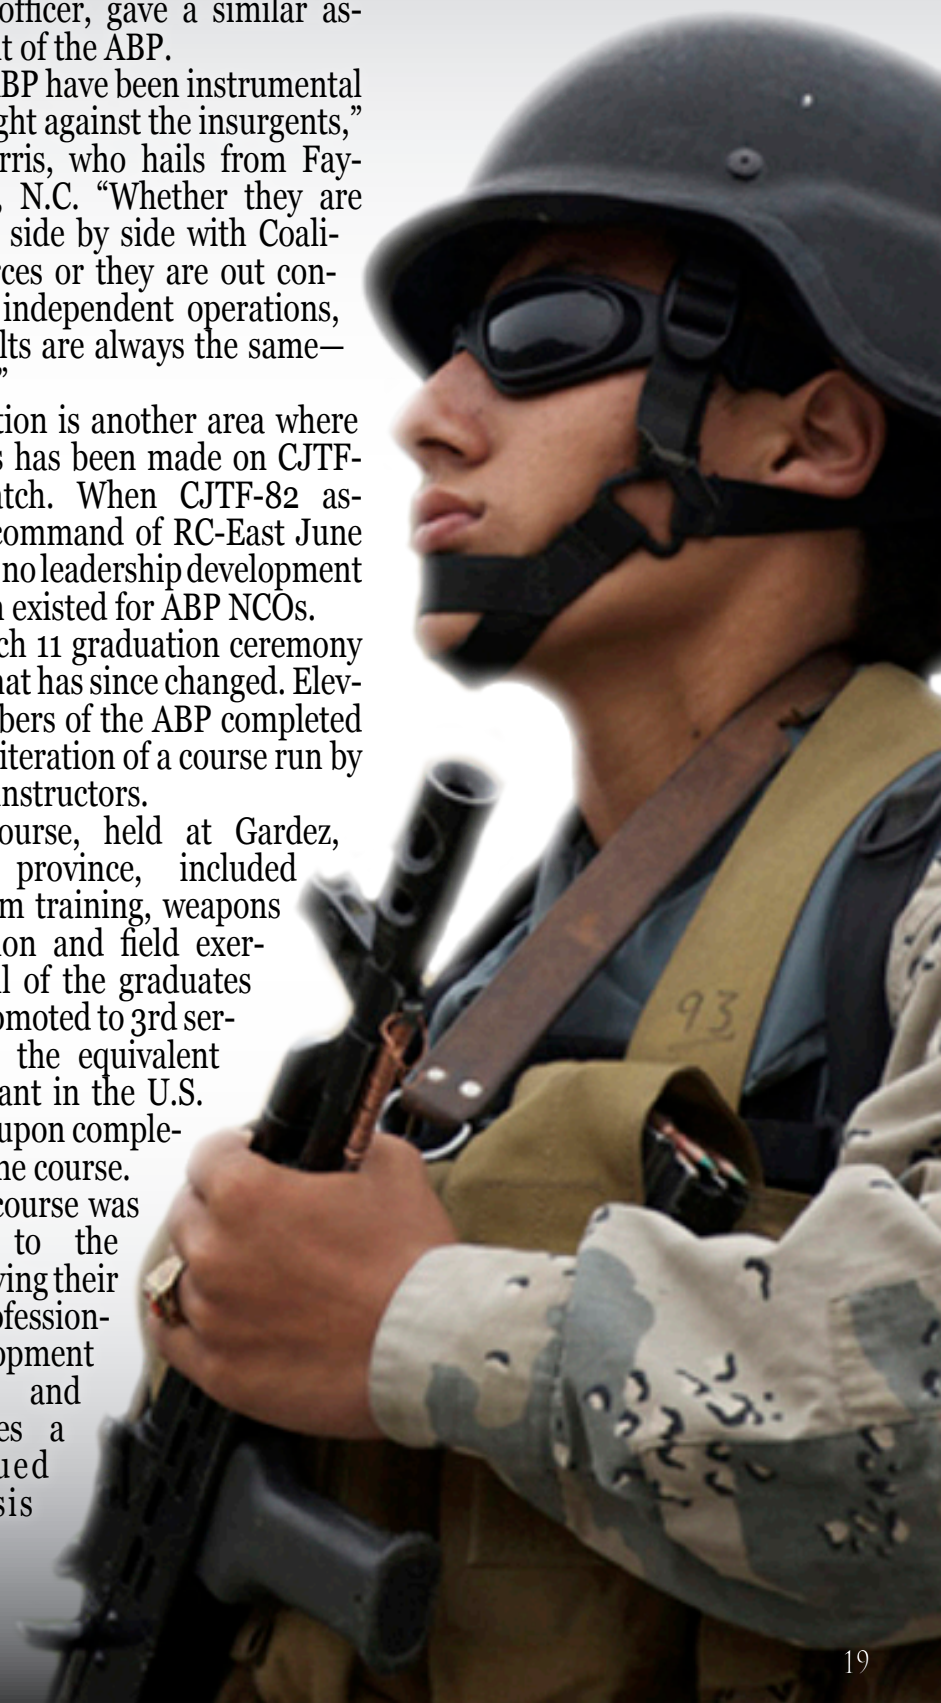 officer, gave a similar as-
t of the ABP.
BP have been instrumental
ght against the insurgents,”
rris, who hails from Fay-
, N.C. “Whether they are
side by side with Coali-
rces or they are out con-
independent operations,
lts are always the same—
”
tion is another area where
s has been made on CJTF-
atch. When CJTF-82 as-
command of RC-East June
no leadership development
n existed for ABP NCOs.
ch 11 graduation ceremony
hat has since changed. Elev-
bers of the ABP completed
iteration of a course run by
instructors.
ourse, held at Gardez,
province, included
m training, weapons
ion and field exer-
l of the graduates
omoted to 3rd ser-
the equivalent
ant in the U.S.
upon comple-
he course.
course was
to the
ving their
ofession-
opment
and
es a
ued
sis
93
19